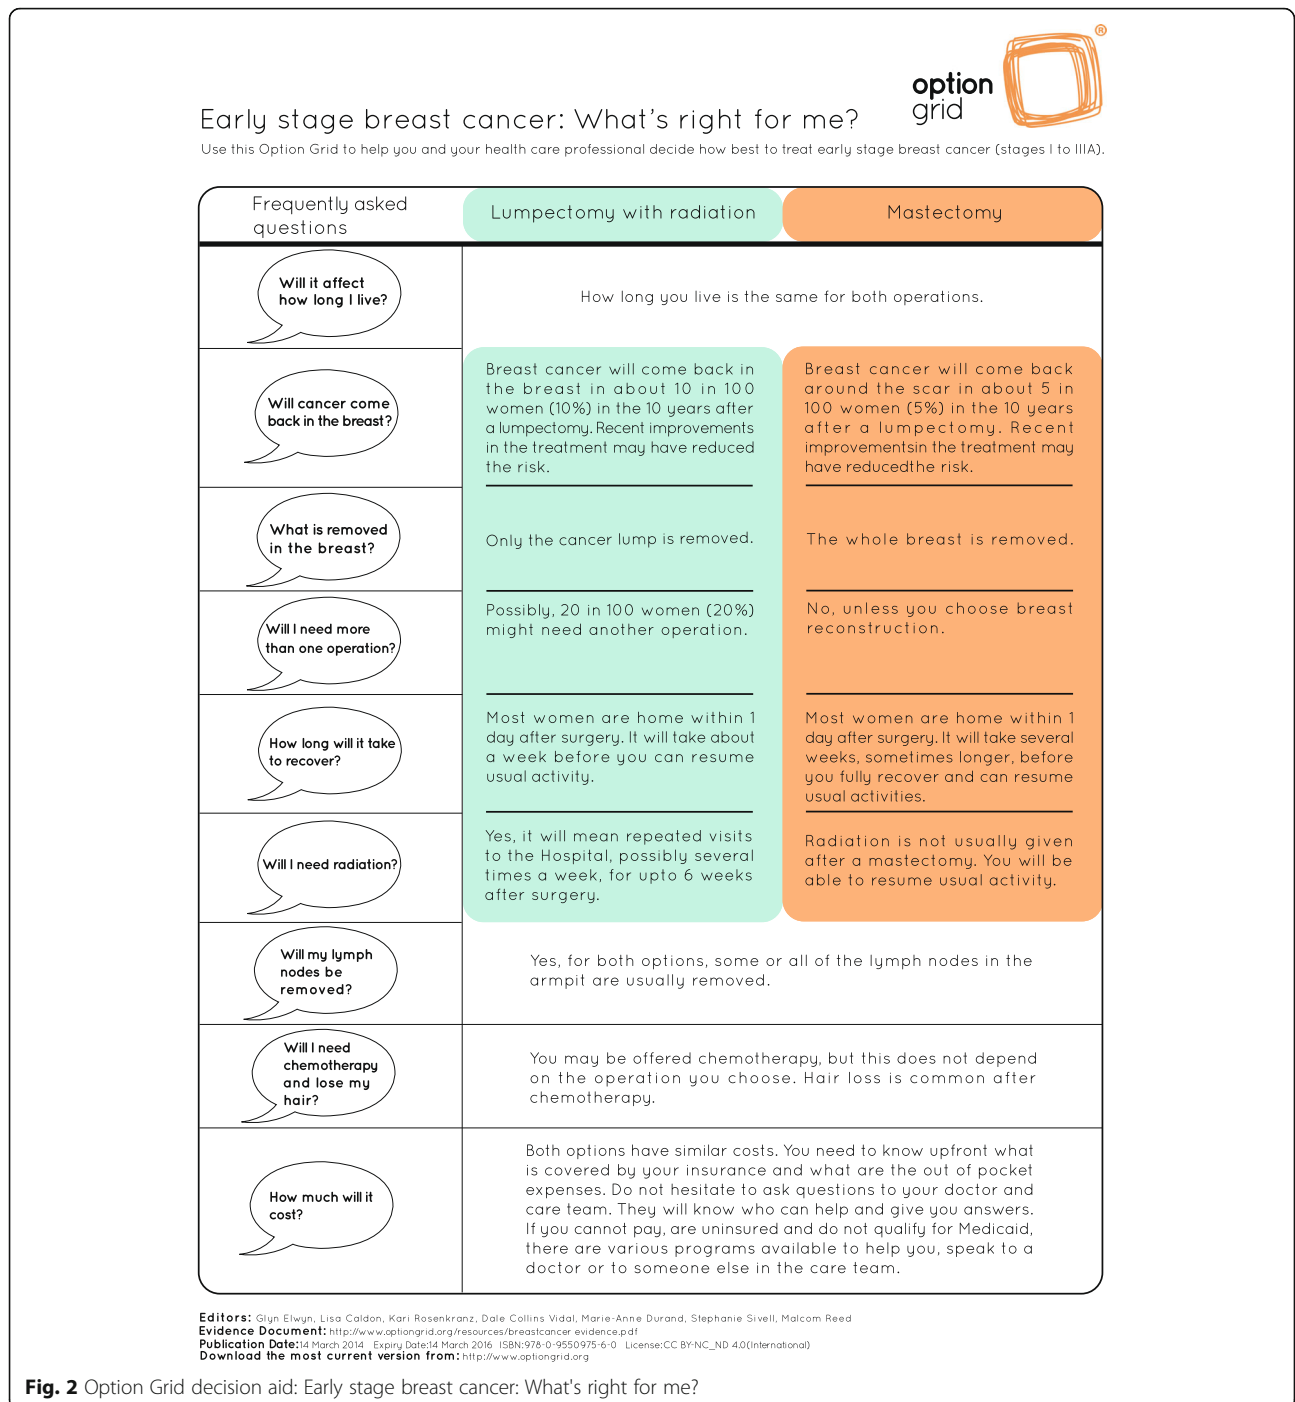 ®
option
grid
Early stage breast cancer: What's right for me?
Use this Option Grid to help you and your health care professional decide how best to treat early stage breast cancer (stages I to IIIA).
Frequently asked
questions
Lumpectomy with radiation
Mastectomy
Will it affect
how long I live?
How long you live is the same for both operations.
Will cancer come
back in the breast?
Breast cancer will come back in
the breast in about 10 in 100
women (10%) in the 10 years after
a lumpectomy. Recent improvements
in the treatment may have reduced
the risk.
Breast cancer will come back
around the scar in about 5 in
100 women (5%) in the 10 years
after a lumpectomy. Recent
improvementsin the treatment may
have reducedthe risk.
What is removed
in the breast?
Only the cancer lump is removed.
The whole breast is removed.
Will I need more
than one operation?
Possibly, 20 in 100 women (20%)
might need another operation.
No, unless you choose breast
reconstruction.
How long will it take
to recover?
Most women are home within 1
day after surgery. It will take about
a week before you can resume
usual activity.
Most women are home within 1
day after surgery. It will take several
weeks, sometimes longer, before
you fully recover and can resume
usual activities.
Will I need radiation?
Yes, it will mean repeated visits
to the Hospital, possibly several
times a week, for upto 6 weeks
after surgery.
Radiation is not usually given
after a mastectomy. You will be
able to resume usual activity.
Will my lymph
nodes be
removed?
Yes, for both options, some or all of the lymph nodes in the
armpit are usually removed.
Will I need
chemotherapy
and lose my
hair?
You may be offered chemotherapy, but this does not depend
on the operation you choose. Hair loss is common after
chemotherapy.
How much will it
cost?
Both options have similar costs. You need to know upfront what
is covered by your insurance and what are the out of pocket
expenses. Do not hesitate to ask questions to your doctor and
care team. They will know who can help and give you answers.
If you cannot pay, are uninsured and do not qualify for Medicaid,
there are various programs available to help you, speak to a
doctor or to someone else in the care team.
Editors: Glyn Elwyn, Lisa Caldon, Kari Rosenkranz, Dale Collins Vidal, Marie-Anne Durand, Stephanie Sivell, Malcom Reed
Evidence Document: http://www.optiongrid.org/resources/breastcancer evidence.pdf
Publication Date:14 March 2014 Expiry Date:14 March 2016 ISBN:978-0-9550975-6-0 License:CC BY-NC_ND 4.0(International)
Download the most current version from: http://www.optiongrid.org
Fig. 2 Option Grid decision aid: Early stage breast cancer: What's right for me?